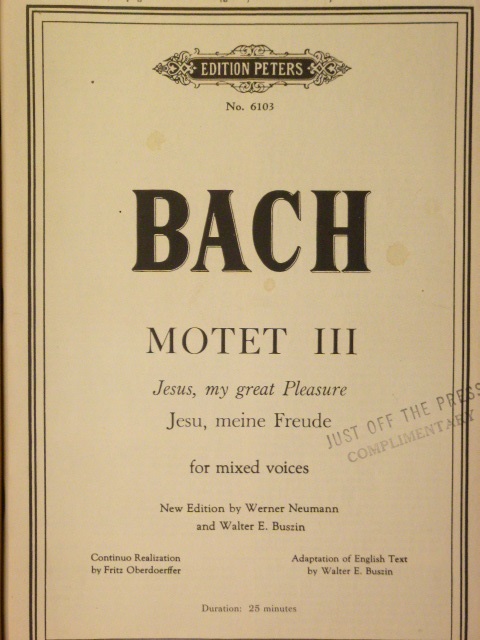 EDITION PETERS
No. 6103
BACH
MOTET III
Jesus, my great Pleasure
Jesu, meine Freude
JUST OFF THE PRESS
COMPLIMENTARY
for mixed voices
New Edition by Werner Neumann
and Walter E. Buszin
Continuo Realization
by Fritz Oberdoerffer
Adaptation of English Text
by Walter E. Buszin
Duration: 25 minutes